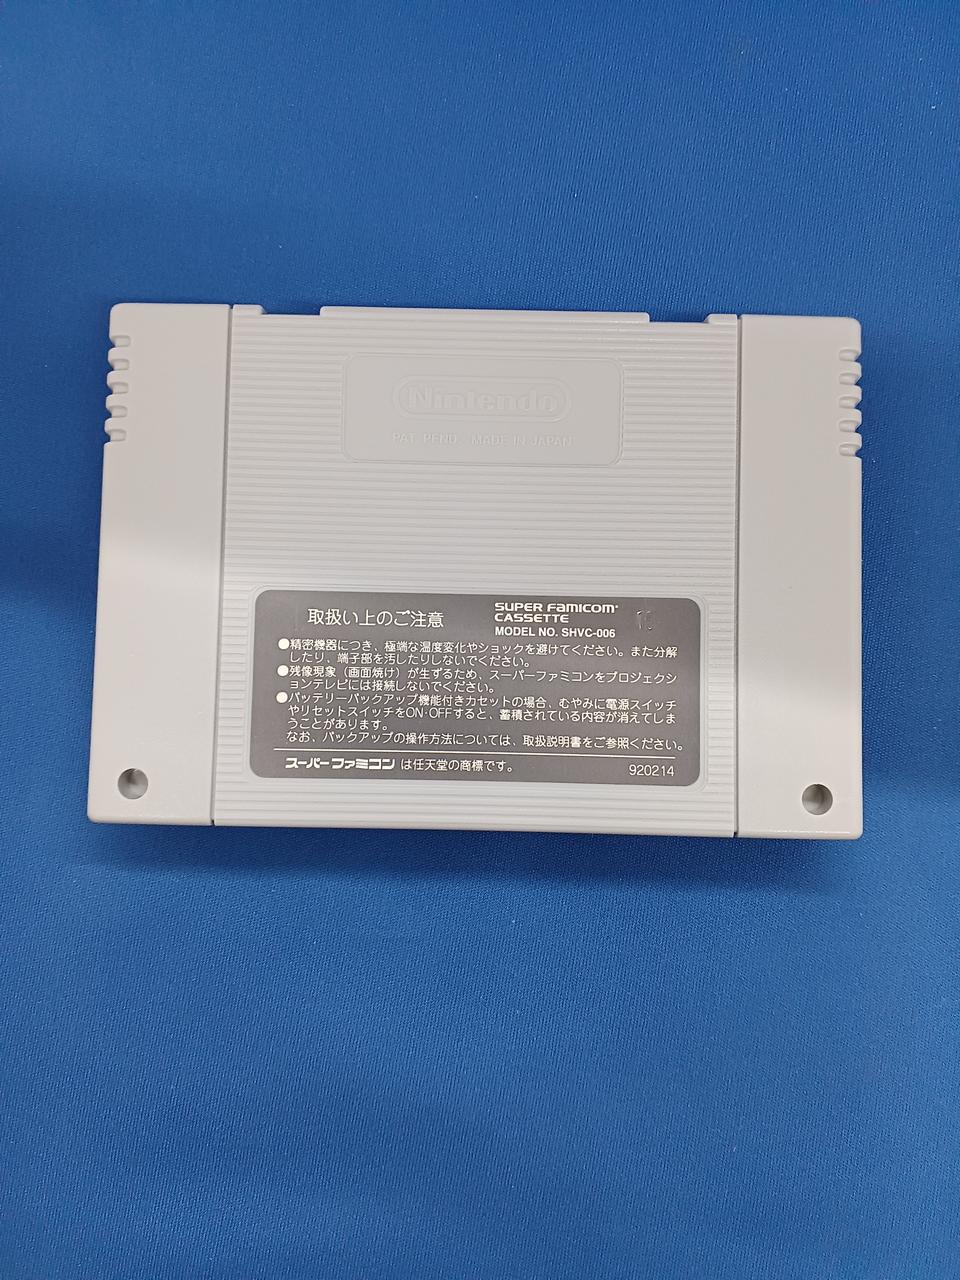 Nintendo
PAT. PEND. MADE IN JAPAN
取扱い上のご注意
SUPER FAMICOM
CASSETTE
MODEL NO. SHVC-006
●精密機器につき、極端な温度変化やショックを避けてください。また分解
したり、端子部を汚したりしないでください。
●残像現象（画面焼け）が生ずるため、スーパーファミコンをプロジェクシ
ョンテレビには接続しないでください。
●バッテリーバックアップ機能付きカセットの場合、むやみに電源スイッチ
やリセットスイッチをON·OFFすると、蓄積されている内容が消えてしま
うことがあります。
なお、バックアップの操作方法については、取扱説明書をご参照ください。
スーパーファミコンは任天堂の商標です。
920214